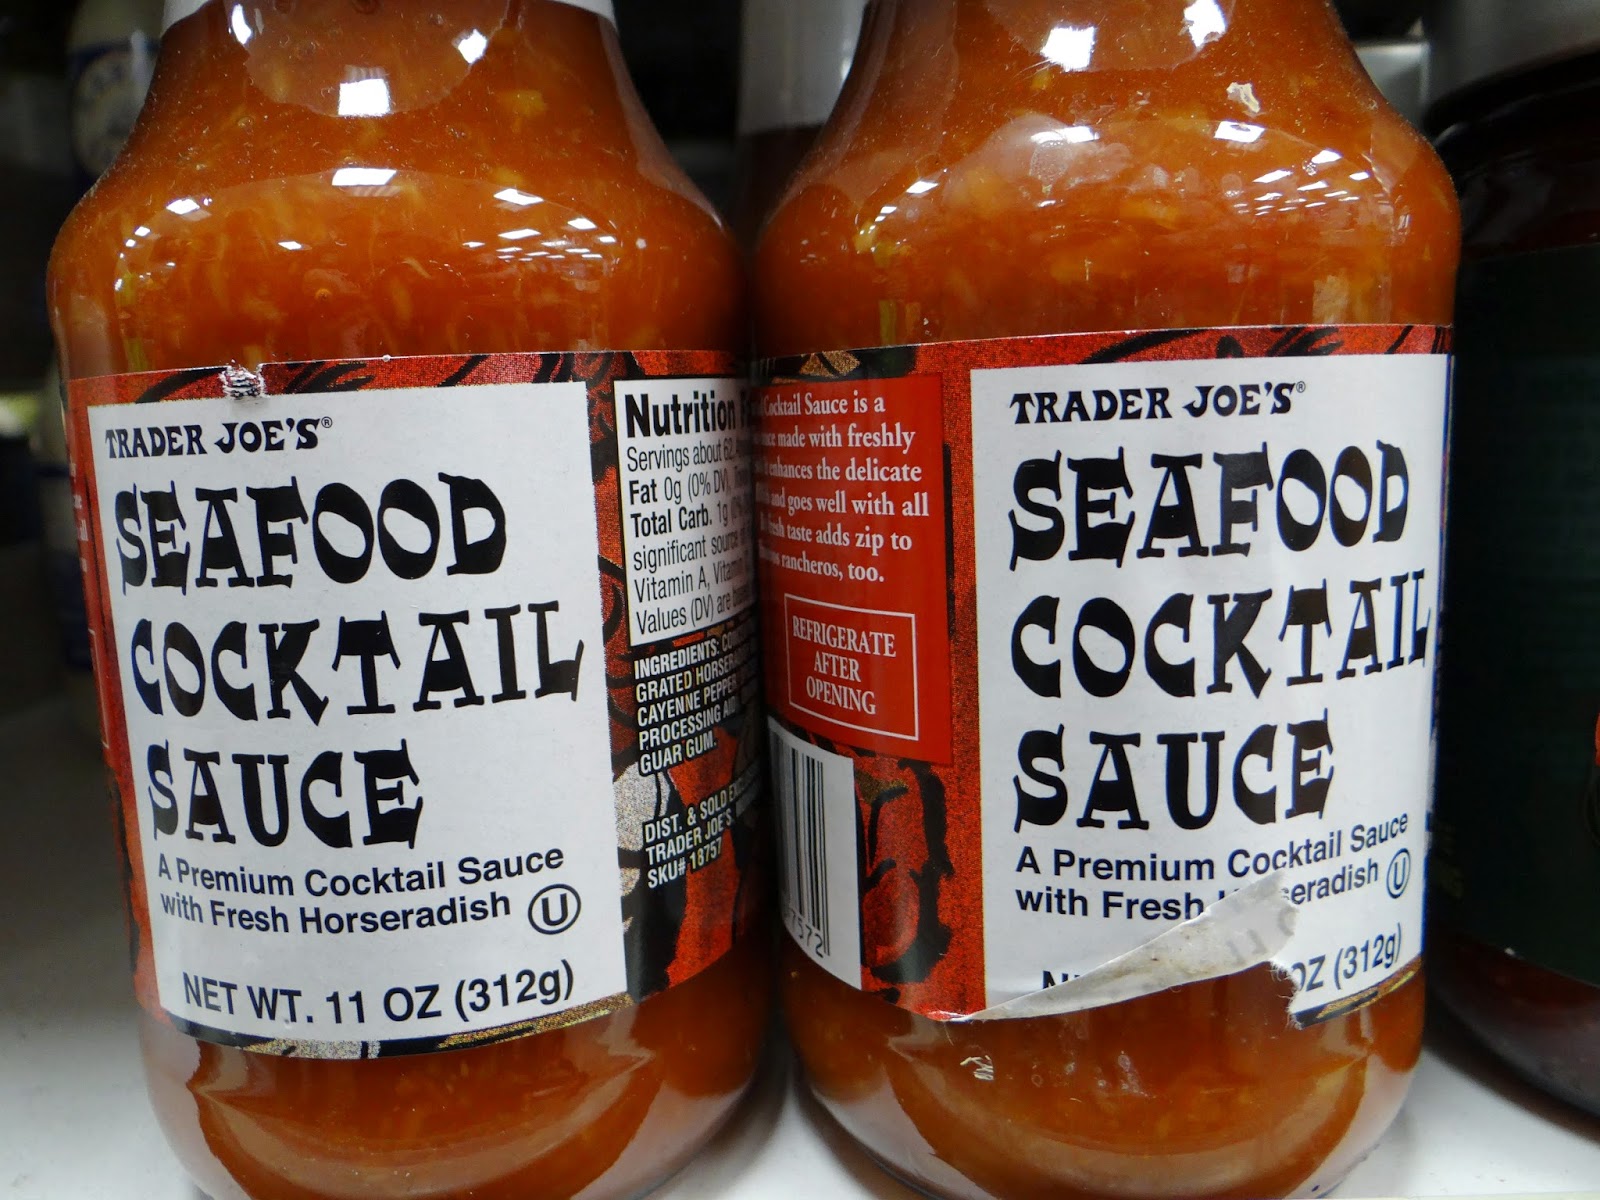 TRADER JOE'S®
SEAFOOD
COCKTAIL
SAUCE
A Premium Cocktail Sauce
with Fresh Horseradish U
NET WT. 11 OZ (312g)
Nutrition
Servings about 62,
Fat 0g (0% DV),
Total Carb. 1g
significant source
Vitamin A,
Values (DV) are
INGREDIENTS:
GRATED
CAYENNE PEPPER
PROCESSING AID
GUAR GUM.
DIST. & SOLD
TRADER JOE'S,
SKU# 18757
Cocktail Sauce is a
made with freshly
enhances the delicate
and goes well with all
fresh taste adds zip to
rancheros, too.
REFRIGERATE
AFTER
OPENING
7572
TRADER JOE'S®
SEAFOOD
COCKTAIL
SAUCE
A Premium Cocktail Sauce
with Fresh seradish U
OZ (312g)